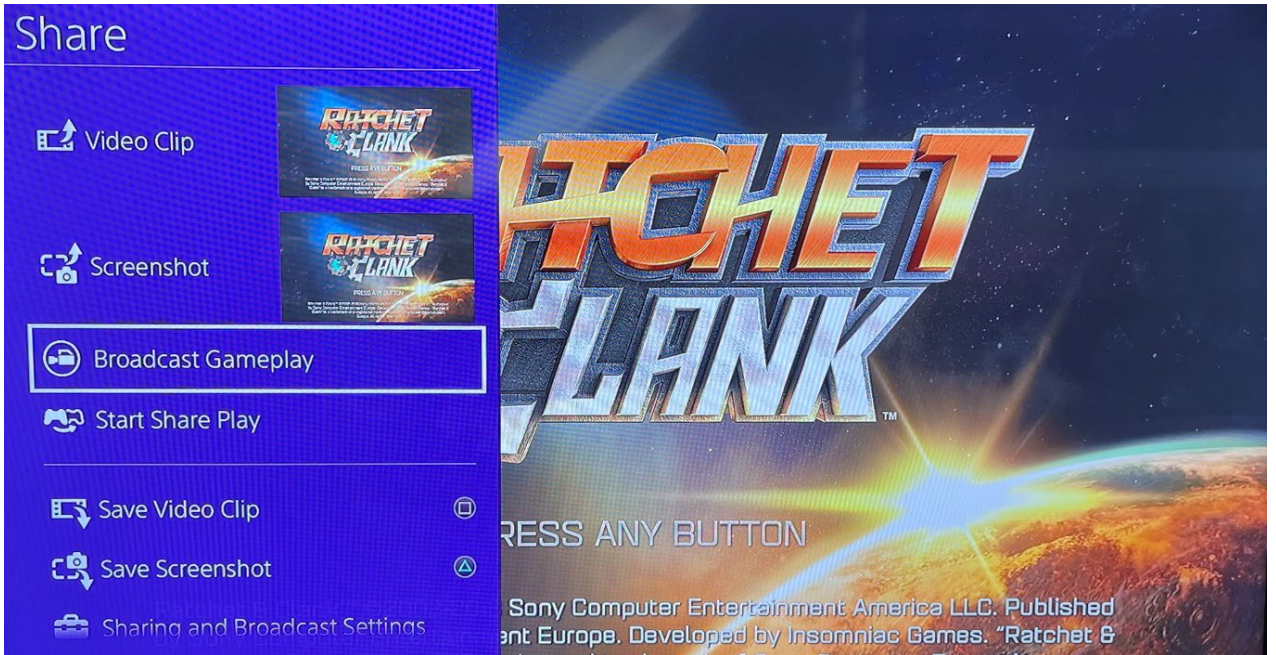 Share
Video Clip
RATCHET
CLANK
PRESS ANY BUTTON
Screenshot
RATCHET
CLANK
PRESS ANY BUTTON
Broadcast Gameplay
Start Share Play
Save Video Clip
Save Screenshot
Sharing and Broadcast Settings
ATCHET
CLANK
TM
RESS ANY BUTTON
Sony Computer Entertainment America LLC. Published
ent Europe. Developed by Insomniac Games. "Ratchet &